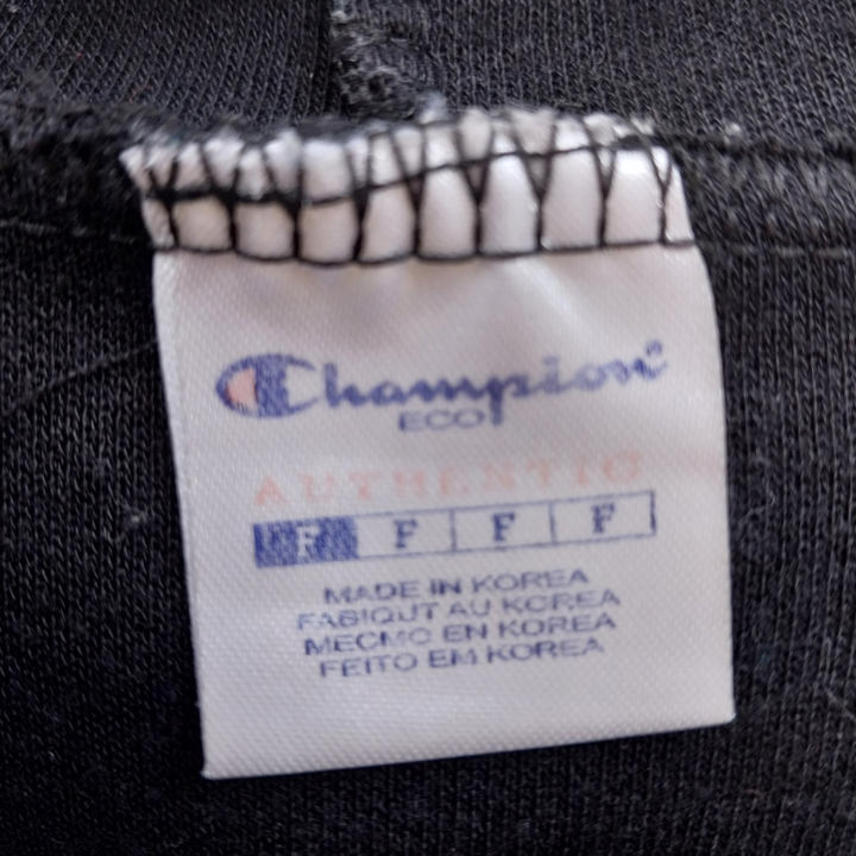 Champion
ECO
AUTHENTIC
F F F F
MADE IN KOREA
FABIQUT AU KOREA
MECMO EN KOREA
FEITO EM KOREA